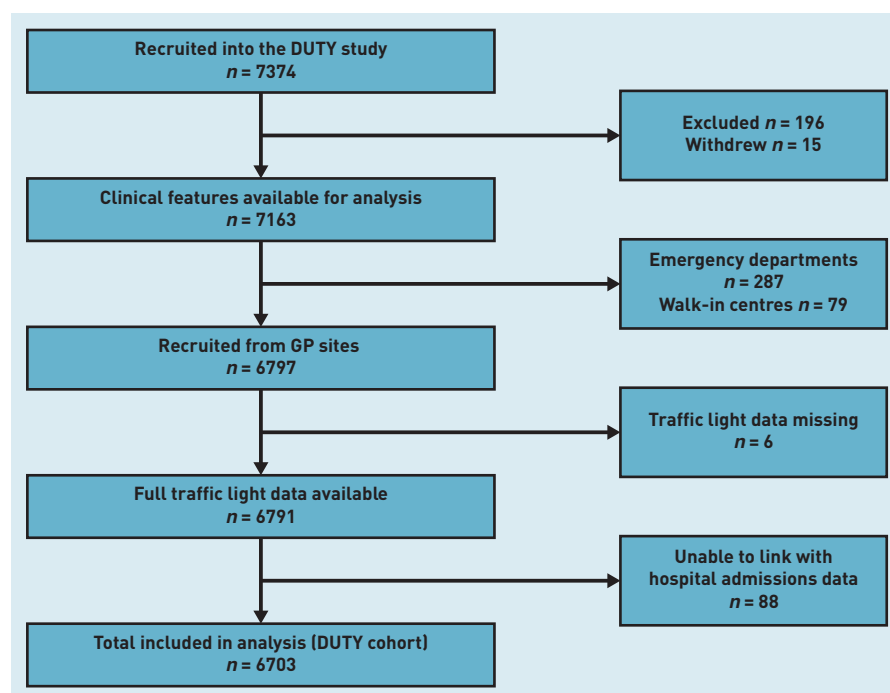 Recruited into the DUTY study
n = 7374
Excluded n = 196
Withdrew n = 15
Clinical features available for analysis
n = 7163
Emergency departments
n = 287
Walk-in centres n = 79
Recruited from GP sites
n = 6797
Traffic light data missing
n = 6
Full traffic light data available
n = 6791
Unable to link with
hospital admissions data
n = 88
Total included in analysis (DUTY cohort)
n = 6703